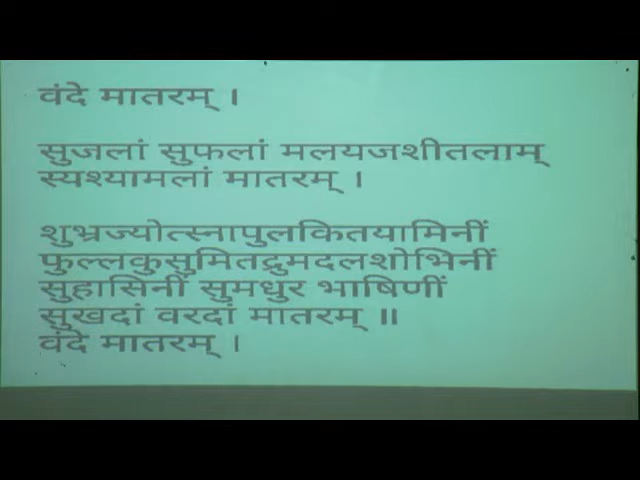 वंदे मातरम् ।
सुजलां सुफलां मलयजशीतलाम्
स्यश्यामलां मातरम् ।
शुभ्रज्योत्स्नापुलकितयामिनीं
फुल्लकुसुमितद्रुमदलशोभिनीं
सुहासिनीं सुमधुर भाषिणीं
सुखदां वरदां मातरम् ॥
वंदे मातरम् ।